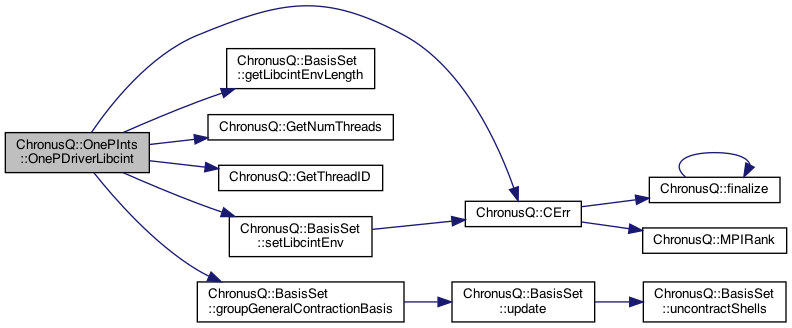 ChronusQ::OnePInts
::OnePDriverLibcint
ChronusQ::BasisSet
::getLibcintEnvLength
ChronusQ::GetNumThreads
ChronusQ::GetThreadID
ChronusQ::BasisSet
::setLibcintEnv
ChronusQ::BasisSet
::groupGeneralContractionBasis
ChronusQ::CErr
ChronusQ::BasisSet
::update
ChronusQ::finalize
ChronusQ::MPIRank
ChronusQ::BasisSet
::uncontractShells